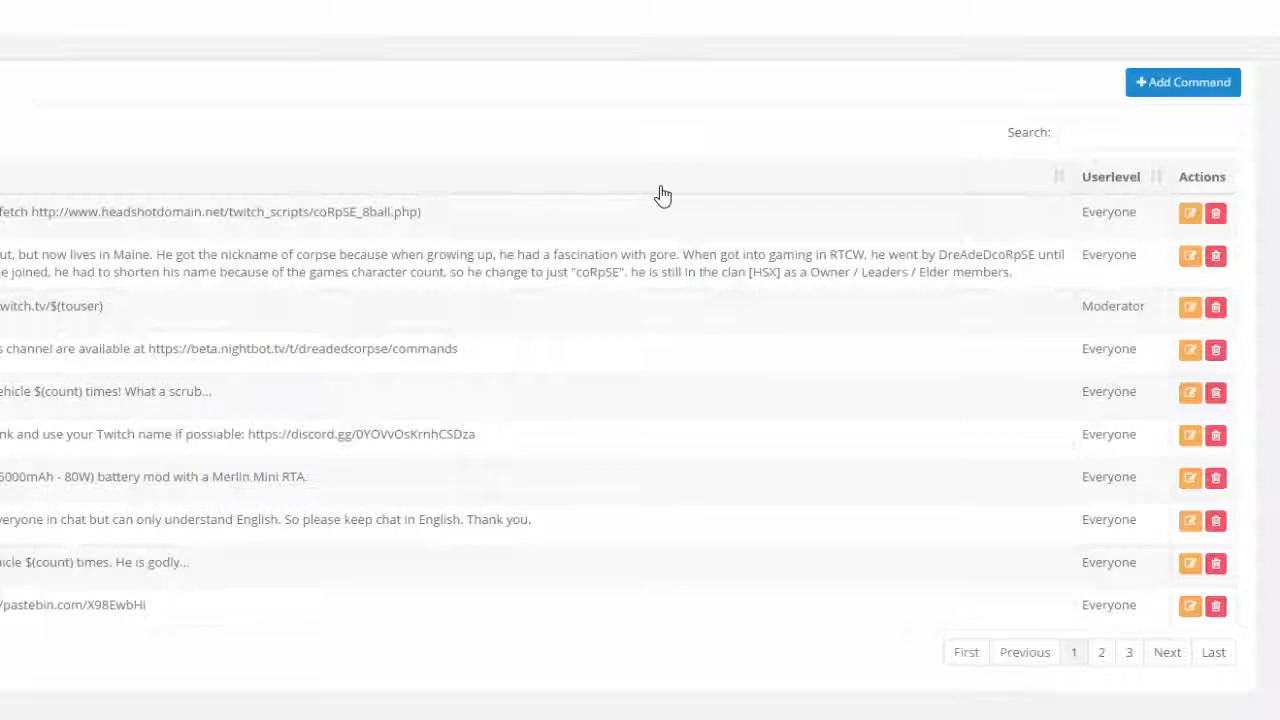 Add Command
Search:
Userlevel Actions
fetch http://www.headshotdomain.net/twitch_scripts/coRpSE_8ball.php) Everyone
ut, but now lives in Maine. He got the nickname of corpse because when growing up, he had a fascination with gore. When got into gaming in RTCW, he went by DreAdeDcoRpSE until Everyone
e joined, he had to shorten his name because of the games character count, so he change to just "coRpSE", he is still in the clan [HSX] as a Owner / Leaders / Elder members.
witch.tv/$(touser) Moderator
s channel are available at https://beta.nightbot.tv/t/dreadedcorpse/commands Everyone
ehicle $(count) times! What a scrub... Everyone
nk and use your Twitch name if possiable: https://discord.gg/0YOVvOsKrnhCSDza Everyone
5000mAh - 80W) battery mod with a Merlin Mini RTA. Everyone
veryone in chat but can only understand English. So please keep chat in English. Thank you. Everyone
icle $(count) times. He is godly... Everyone
/pastebin.com/X98EwbHi Everyone
First Previous 1 2 3 Next Last